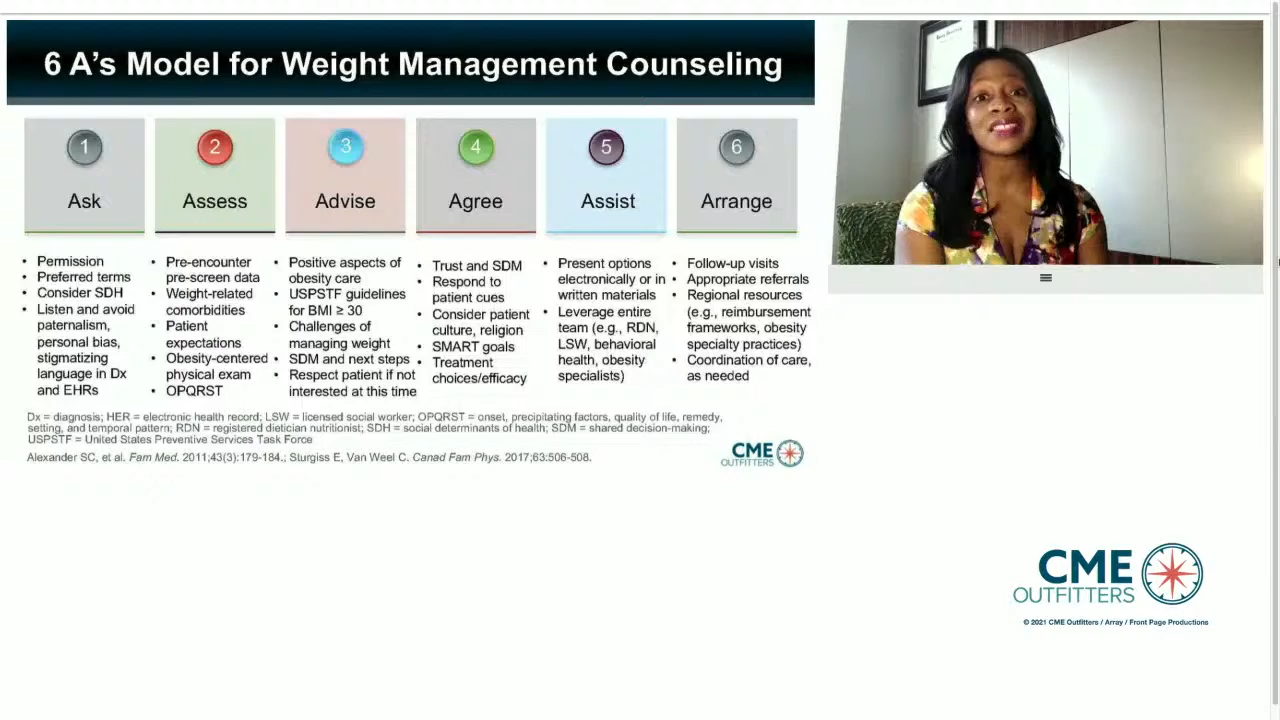 6 A's Model for Weight Management Counseling
1
Ask
• Permission
• Preferred terms
• Consider SDH
• Listen and avoid
paternalism,
personal bias,
stigmatizing
language in Dx
and EHRs
2
Assess
• Pre-encounter
pre-screen data
• Weight-related
comorbidities
• Patient
expectations
• Obesity-centered
physical exam
• OPQRST
3
Advise
• Positive aspects of
obesity care
• USPSTF guidelines
for BMI ≥ 30
• Challenges of
managing weight
• SDM and next steps
• Respect patient if not
interested at this time
4
Agree
• Trust and SDM
• Respond to
patient cues
• Consider patient
culture, religion
• SMART goals
• Treatment
choices/efficacy
5
Assist
• Present options
electronically or in
written materials
• Leverage entire
team (e.g., RDN,
LSW, behavioral
health, obesity
specialists)
6
Arrange
• Follow-up visits
• Appropriate referrals
• Regional resources
(e.g., reimbursement
frameworks, obesity
specialty practices)
• Coordination of care,
as needed
Dx = diagnosis; HER = electronic health record; LSW = licensed social worker; OPQRST = onset, precipitating factors, quality of life, remedy,
setting, and temporal pattern; RDN = registered dietician nutritionist; SDH = social determinants of health; SDM = shared decision-making;
USPSTF = United States Preventive Services Task Force
Alexander SC, et al. Fam Med. 2011;43(3):179-184.; Sturgiss E, Van Weel C. Canad Fam Phys. 2017;63:506-508.
CME
OUTFITTERS
CME
OUTFITTERS
© 2021 CME Outfitters / Array / Front Page Productions